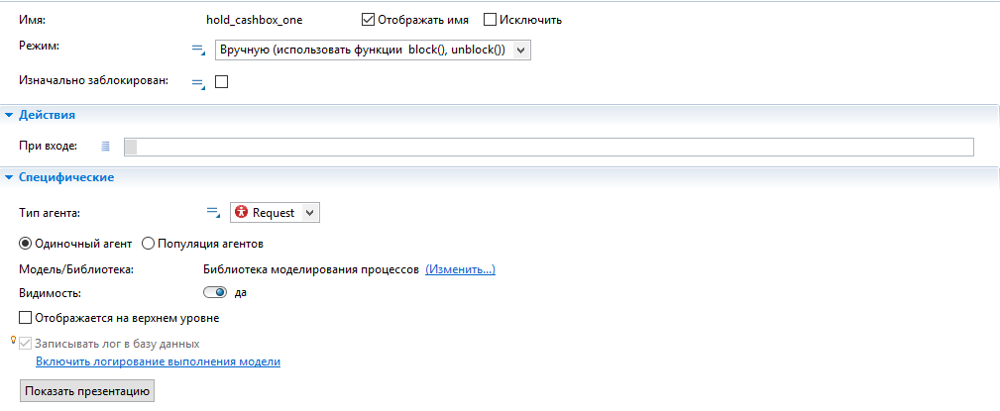 Имя: hold_cashbox_one Отображать имя Исключить
Режим: Вручную (использовать функции block(), unblock())
Изначально заблокирован:
Действия
При входе:
Специфические
Тип агента: Request
Одиночный агент Популяция агентов
Модель/Библиотека: Библиотека моделирования процессов (Изменить...)
Видимость: да
Отображается на верхнем уровне
Записывать лог в базу данных
Включить логирование выполнения модели
Показать презентацию